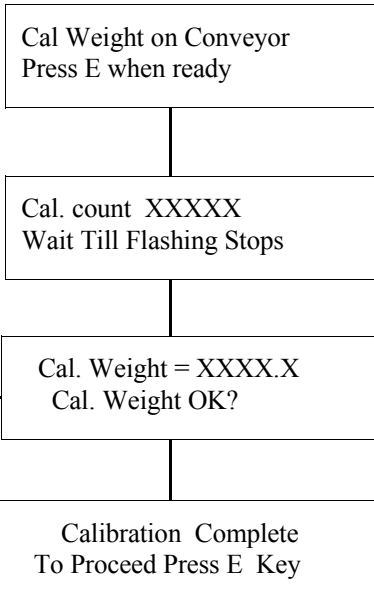 Cal Weight on Conveyor
Press E when ready
Cal. count XXXXX
Wait Till Flashing Stops
Cal. Weight = XXXX.X
Cal. Weight OK?
Calibration Complete
To Proceed Press E Key